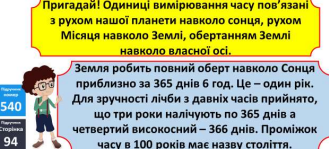 Пригадай! Одиниці вимірювання часу пов'язані
з рухом нашої планети навколо сонця, рухом
Місяця навколо Землі, обертанням Землі
навколо власної осі.
Земля робить повний оберт навколо Сонця
приблизно за 365 днів 6 год. Це – один рік.
Для зручності лічби з давніх часів прийнято,
що три роки налічують по 365 днів а
четвертий високосний – 366 днів. Проміжок
часу в 100 років має назву століття.
Підручник
номер
540
Підручник
Сторінка
94